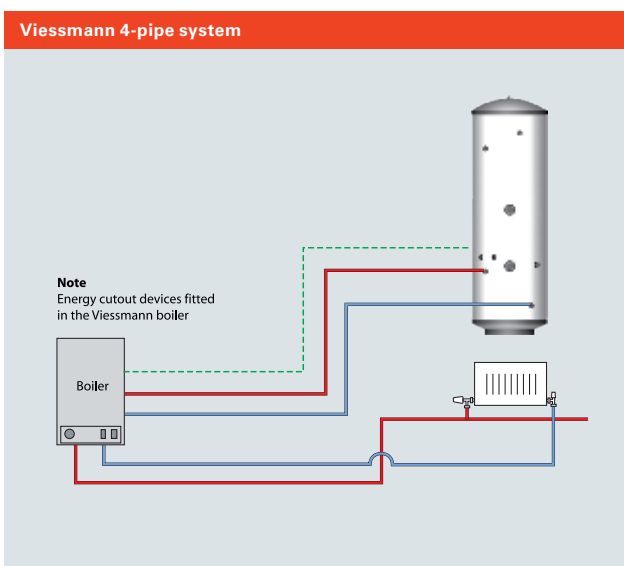 Viessmann 4-pipe system
Note
Energy cutout devices fitted
in the Viessmann boiler
Boiler